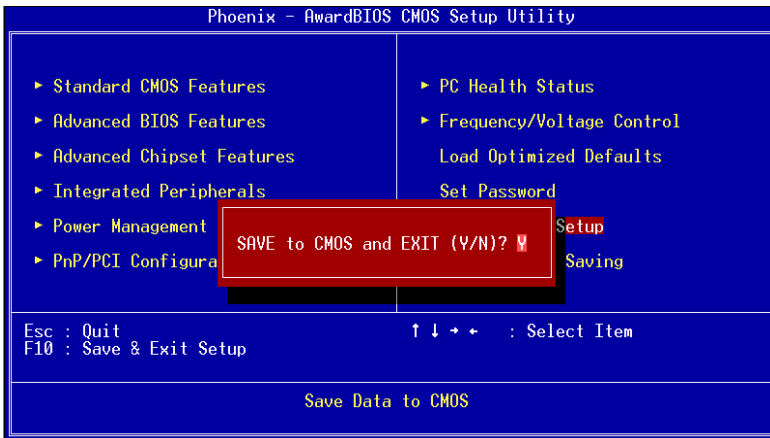 Phoenix - AwardBIOS CMOS Setup Utility
► Standard CMOS Features
► Advanced BIOS Features
► Advanced Chipset Features
► Integrated Peripherals
► Power Management
► PnP/PCI Configura
► PC Health Status
► Frequency/Voltage Control
Load Optimized Defaults
Set Password
Setup
Saving
SAVE to CMOS and EXIT (Y/N)? Y
Esc : Quit
F10 : Save & Exit Setup
↑ ↓ → ← : Select Item
Save Data to CMOS